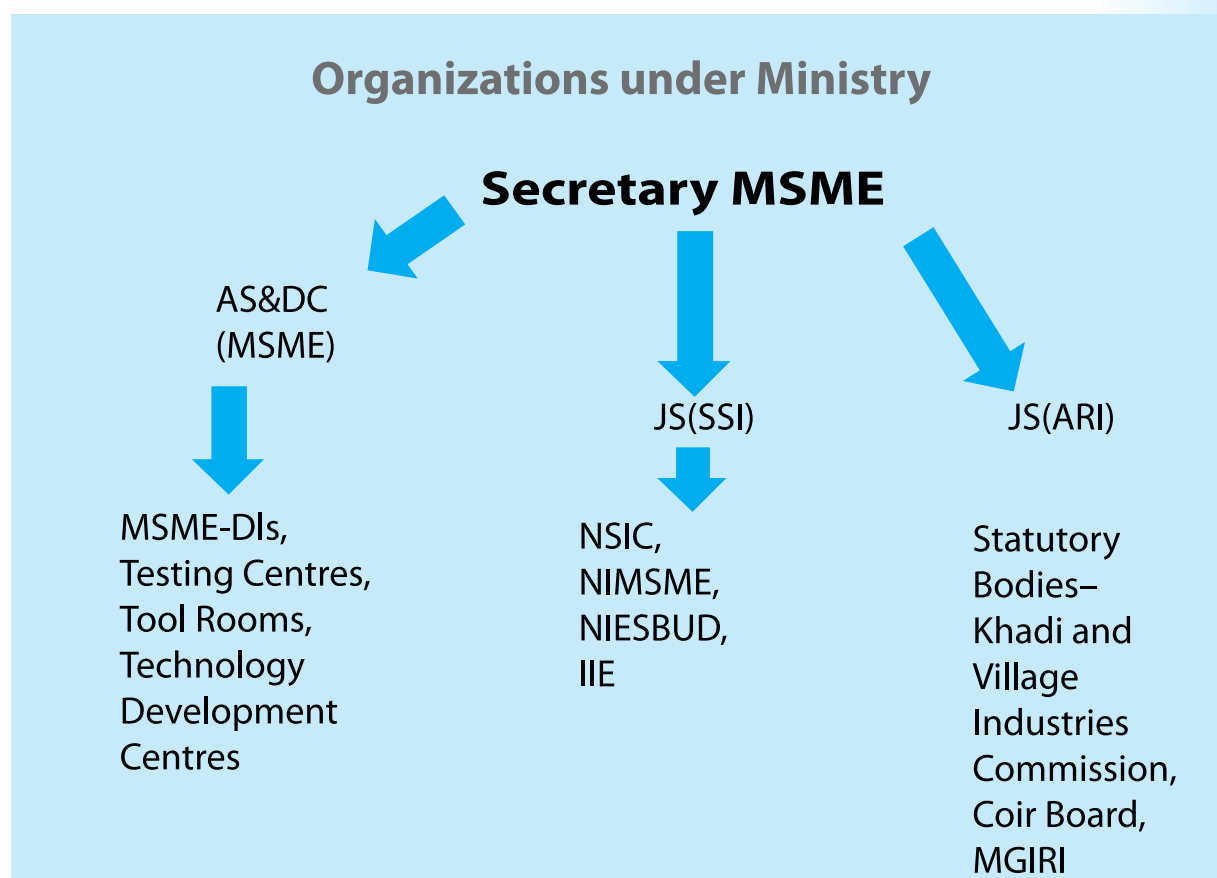 Organizations under Ministry
Secretary MSME
AS&DC
(MSME)
JS(SSI)
JS(ARI)
MSME-DIs,
Testing Centres,
Tool Rooms,
Technology
Development
Centres
NSIC,
NIMSME,
NIESBUD,
IIE
Statutory
Bodies–
Khadi and
Village
Industries
Commission,
Coir Board,
MGIRI